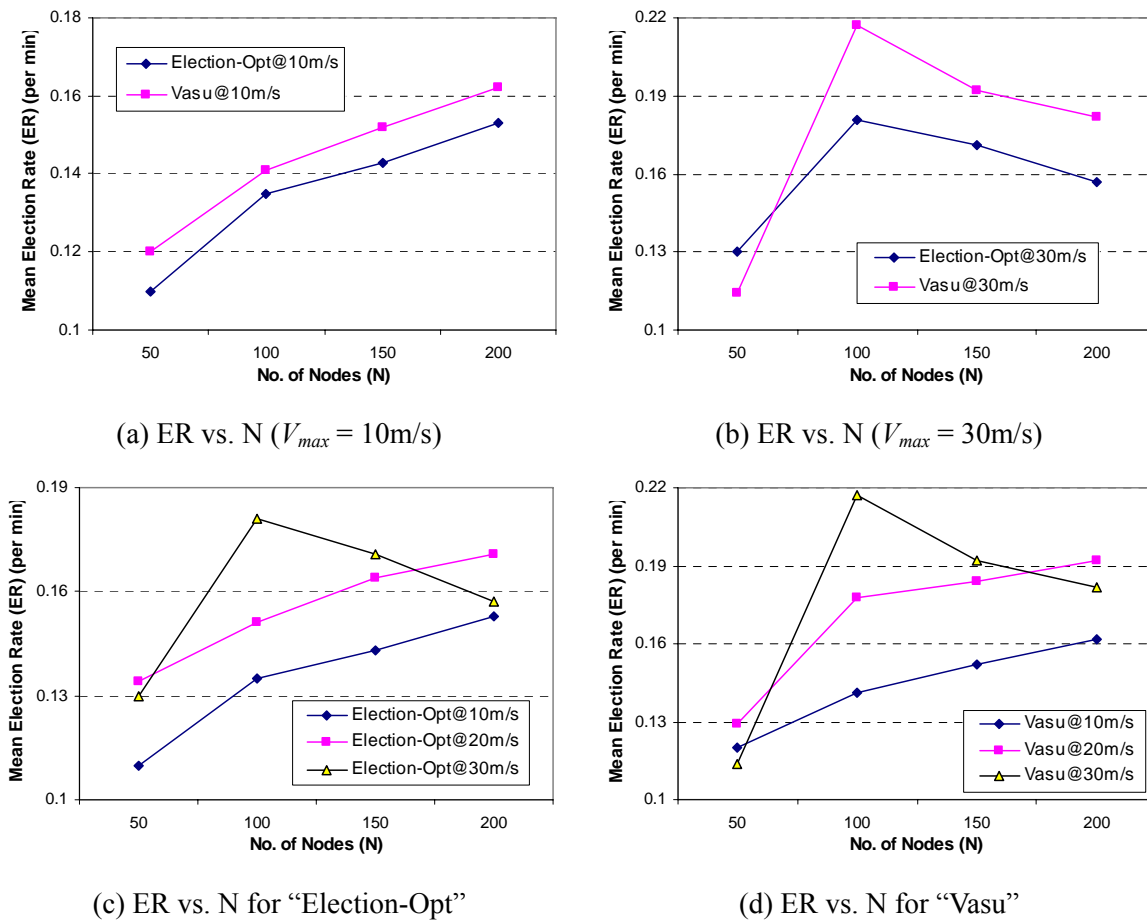 0.18
0.16
0.14
0.12
0.1
Mean Election Rate (ER) (per min)
Election-Opt@10m/s
Vasu@10m/s
50 100 150 200
No. of Nodes (N)
(a) ER vs. N (Vmax = 10m/s)
0.22
0.19
0.16
0.13
0.1
Mean Election Rate (ER) (per min)
Election-Opt@30m/s
Vasu@30m/s
50 100 150 200
No. of Nodes (N)
(b) ER vs. N (Vmax = 30m/s)
0.19
0.16
0.13
0.1
Mean Election Rate (ER) (per min)
Election-Opt@10m/s
Election-Opt@20m/s
Election-Opt@30m/s
50 100 150 200
No. of Nodes (N)
(c) ER vs. N for “Election-Opt”
0.22
0.19
0.16
0.13
0.1
Mean Election Rate (ER) (per min)
Vasu@10m/s
Vasu@20m/s
Vasu@30m/s
50 100 150 200
No. of Nodes (N)
(d) ER vs. N for “Vasu”